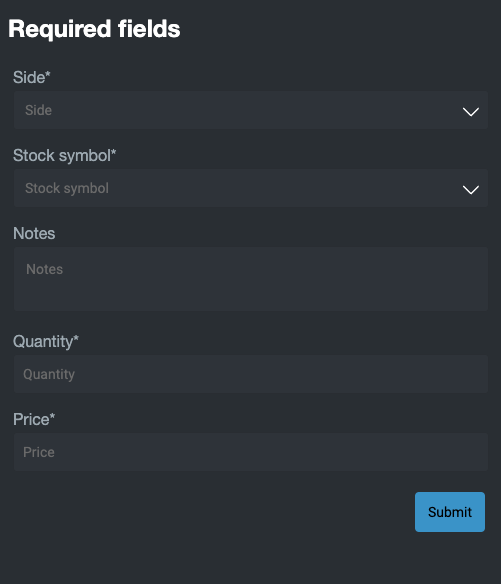 Required fields
Side*
Side
Stock symbol*
Stock symbol
Notes
Notes
Quantity*
Quantity
Price*
Price
Submit